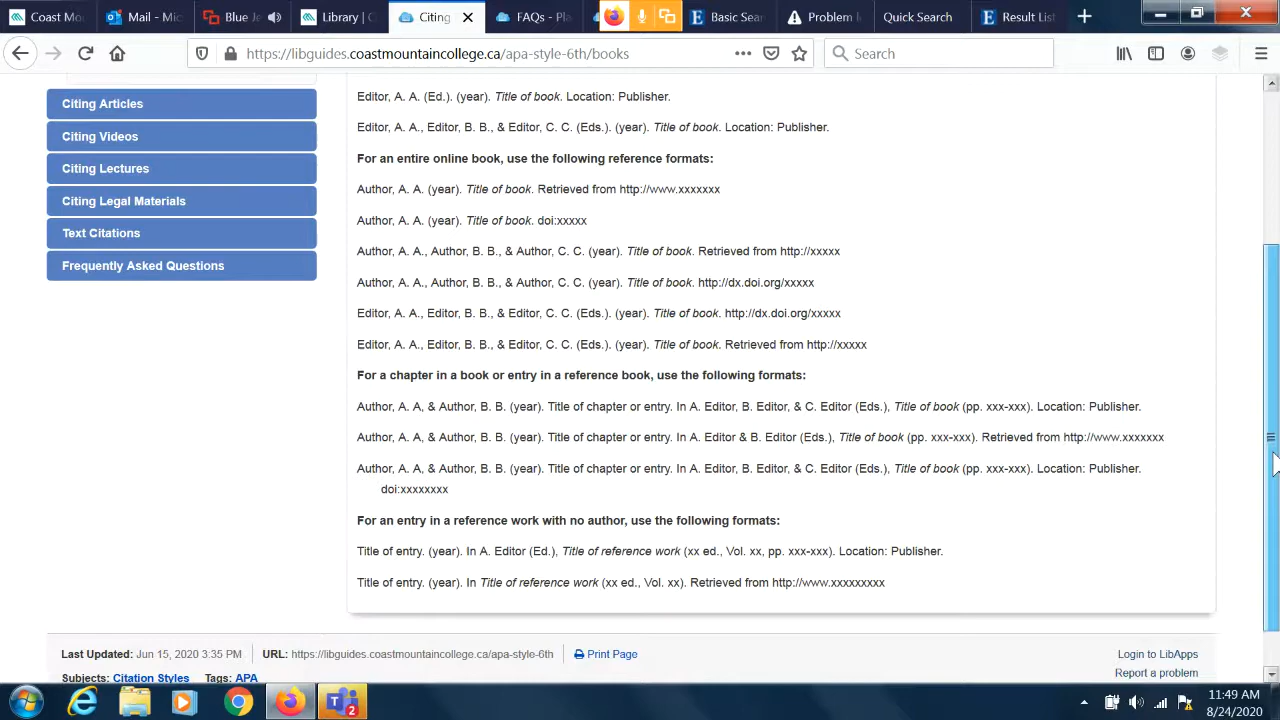 Coast Moun
Mail - Mic
Blue Je
Library | C
Citing
FAQs - Pla
Basic Sear
Problem l
Quick Search
Result List
https://libguides.coastmountaincollege.ca/apa-style-6th/books
Search
Citing Articles
Citing Videos
Citing Lectures
Citing Legal Materials
Text Citations
Frequently Asked Questions
Editor, A. A. (Ed.). (year). Title of book. Location: Publisher.
Editor, A. A., Editor, B. B., & Editor, C. C. (Eds.). (year). Title of book. Location: Publisher.
For an entire online book, use the following reference formats:
Author, A. A. (year). Title of book. Retrieved from http://www.xxxxxxx
Author, A. A. (year). Title of book. doi:xxxxx
Author, A. A., Author, B. B., & Author, C. C. (year). Title of book. Retrieved from http://xxxxx
Author, A. A., Author, B. B., & Author, C. C. (year). Title of book. http://dx.doi.org/xxxxx
Editor, A. A., Editor, B. B., & Editor, C. C. (Eds.). (year). Title of book. http://dx.doi.org/xxxxx
Editor, A. A., Editor, B. B., & Editor, C. C. (Eds.). (year). Title of book. Retrieved from http://xxxxx
For a chapter in a book or entry in a reference book, use the following formats:
Author, A. A, & Author, B. B. (year). Title of chapter or entry. In A. Editor, B. Editor, & C. Editor (Eds.), Title of book (pp. xxx-xxx). Location: Publisher.
Author, A. A, & Author, B. B. (year). Title of chapter or entry. In A. Editor & B. Editor (Eds.), Title of book (pp. xxx-xxx). Retrieved from http://www.xxxxxxx
Author, A. A, & Author, B. B. (year). Title of chapter or entry. In A. Editor, B. Editor, & C. Editor (Eds.), Title of book (pp. xxx-xxx). Location: Publisher.
doi:xxxxxxxx
For an entry in a reference work with no author, use the following formats:
Title of entry. (year). In A. Editor (Ed.), Title of reference work (xx ed., Vol. xx, pp. xxx-xxx). Location: Publisher.
Title of entry. (year). In Title of reference work (xx ed., Vol. xx). Retrieved from http://www.xxxxxxxxx
Last Updated: Jun 15, 2020 3:35 PM
URL: https://libguides.coastmountaincollege.ca/apa-style-6th
Print Page
Login to LibApps
Subjects: Citation Styles
Tags: APA
Report a problem
2
11:49 AM
8/24/2020